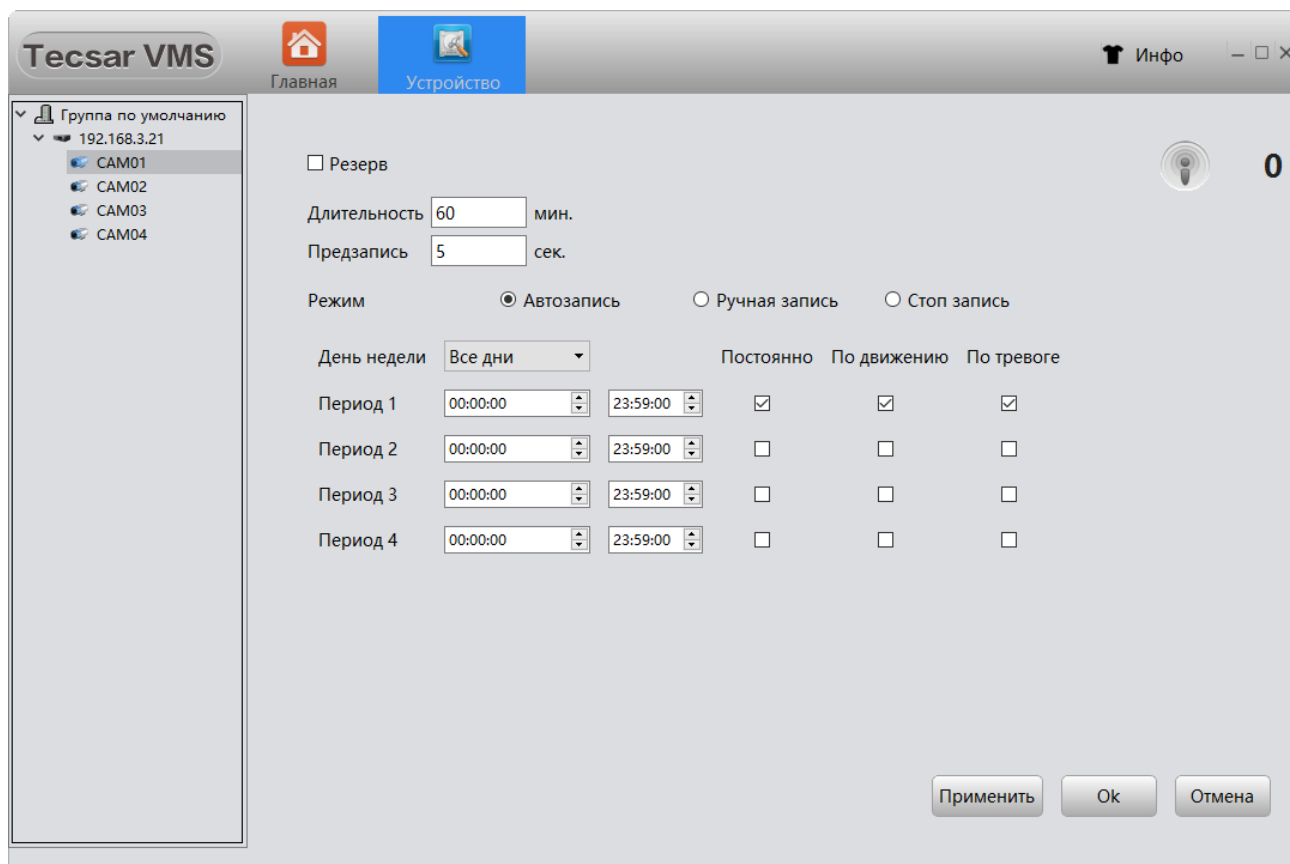 Tecsar VMS
Главная
Устройство
Инфо
Группа по умолчанию
192.168.3.21
CAM01
CAM02
CAM03
CAM04
Резерв
0
Длительность 60 мин.
Предзапись 5 сек.
Режим Автозапись Ручная запись Стоп запись
День недели Все дни Постоянно По движению По тревоге
Период 1 00:00:00 23:59:00
Период 2 00:00:00 23:59:00
Период 3 00:00:00 23:59:00
Период 4 00:00:00 23:59:00
Применить Ok Отмена